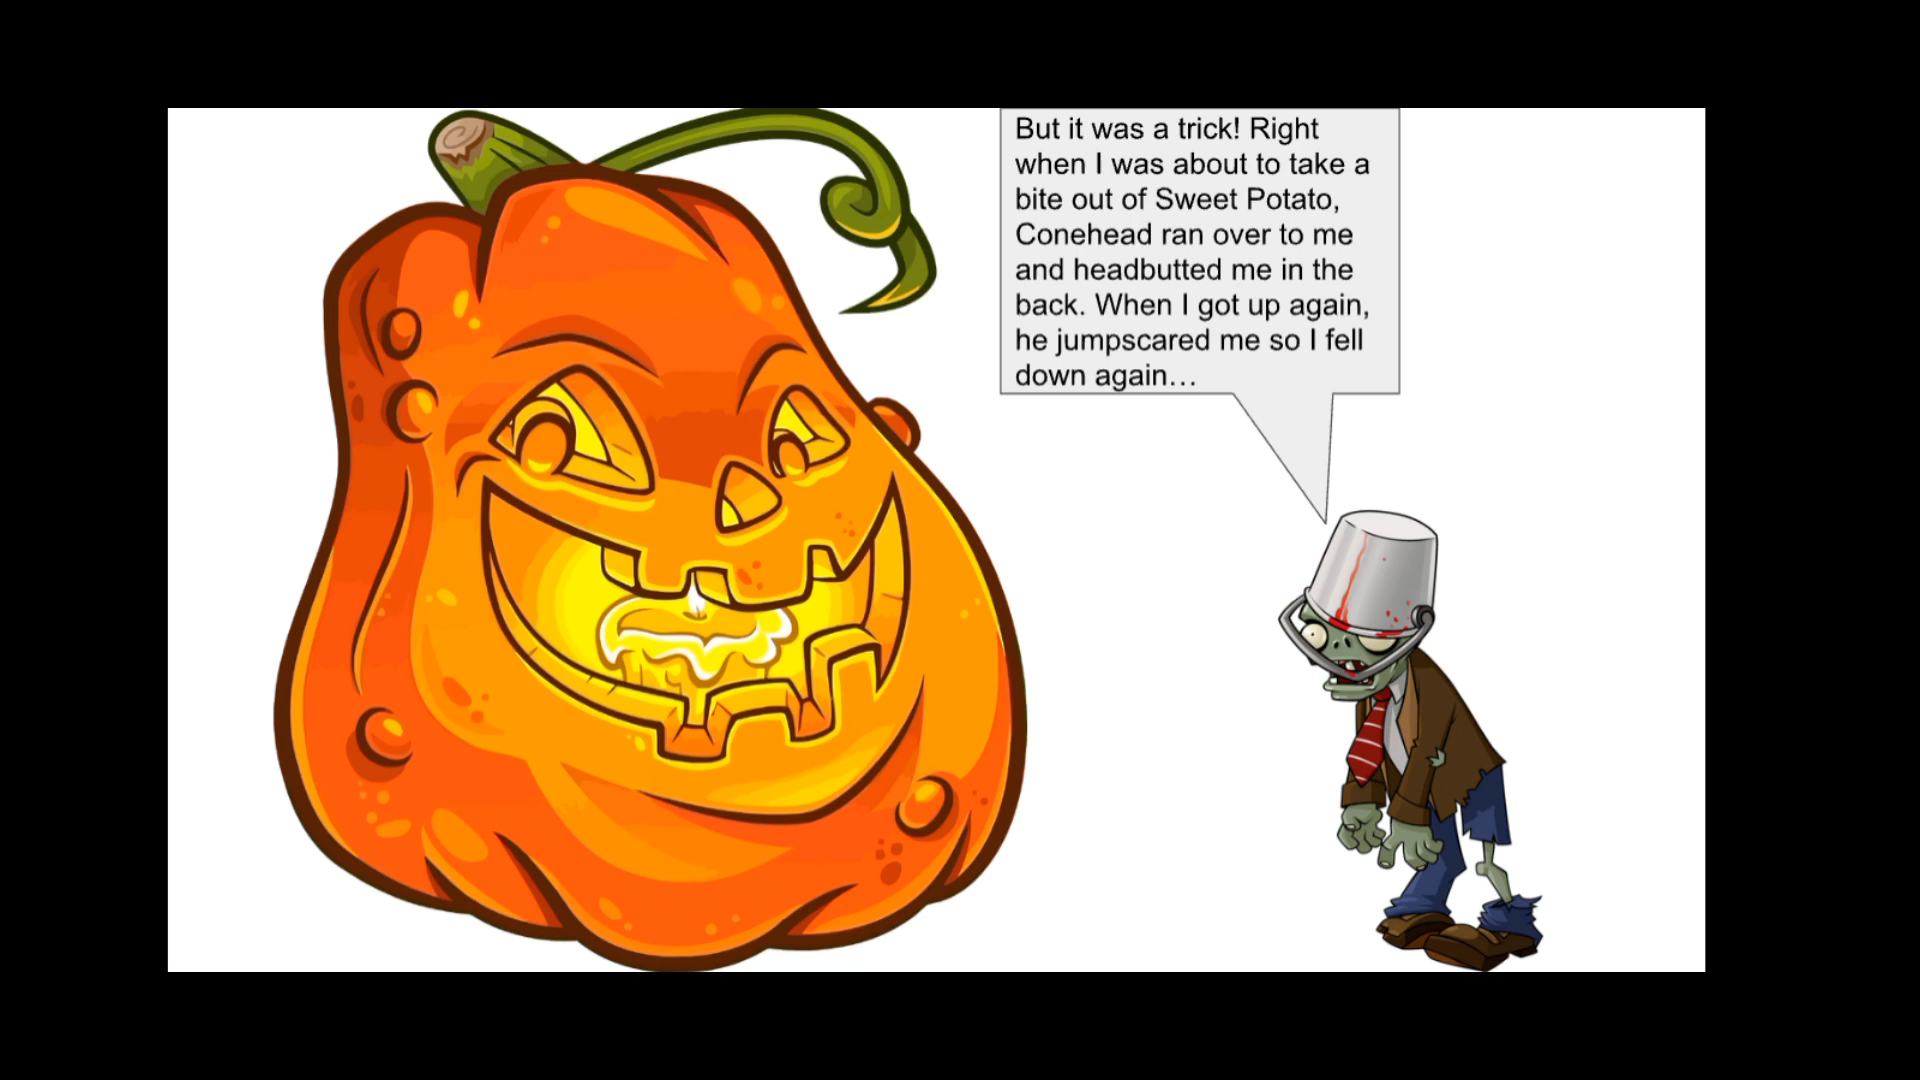 But it was a trick! Right
when I was about to take a
bite out of Sweet Potato,
Conehead ran over to me
and headbutted me in the
back. When I got up again,
he jumpscared me so I fell
down again…